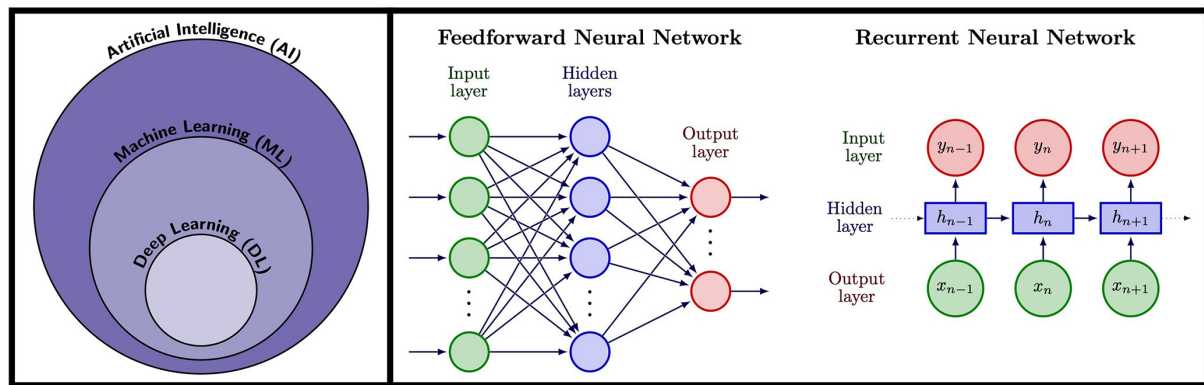 Artificial Intelligence (AI)
Machine Learning (ML)
Deep Learning (DL)
Feedforward Neural Network
Input
layer
Hidden
layers
Output
layer
Recurrent Neural Network
Input
layer
yn−1
yn
yn+1
Hidden
layer
hn−1
hn
hn+1
Output
layer
xn−1
xn
xn+1